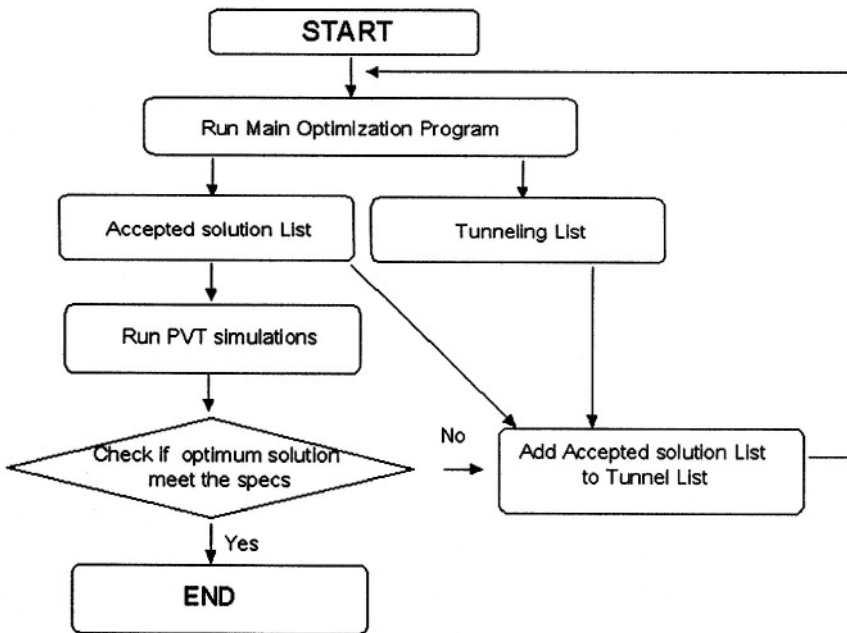 START
Run Main Optimization Program
Accepted solution List
Tunneling List
Run PVT simulations
Check if optimum solution
meet the specs
No
Add Accepted solution List
to Tunnel List
Yes
END